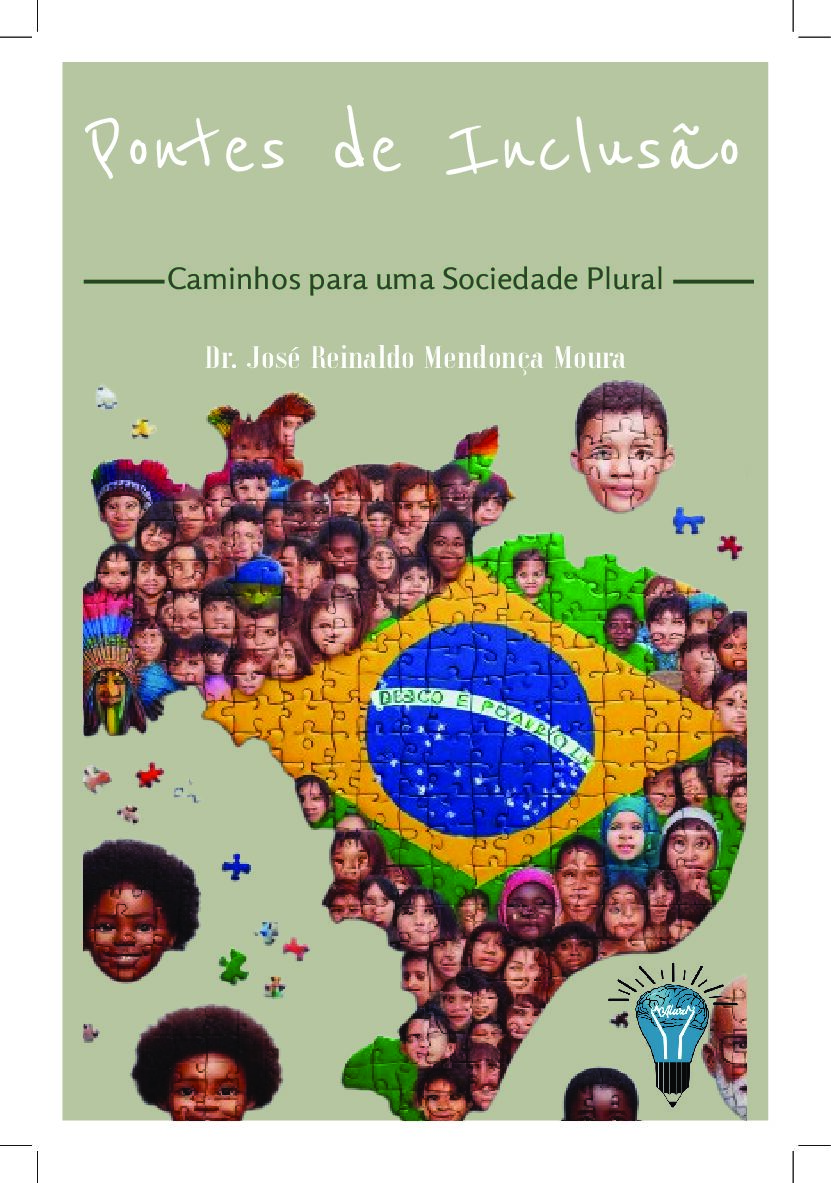 Pontes de Inclusão
Caminhos para uma Sociedade Plural
Dr. José Reinaldo Mendonça Moura